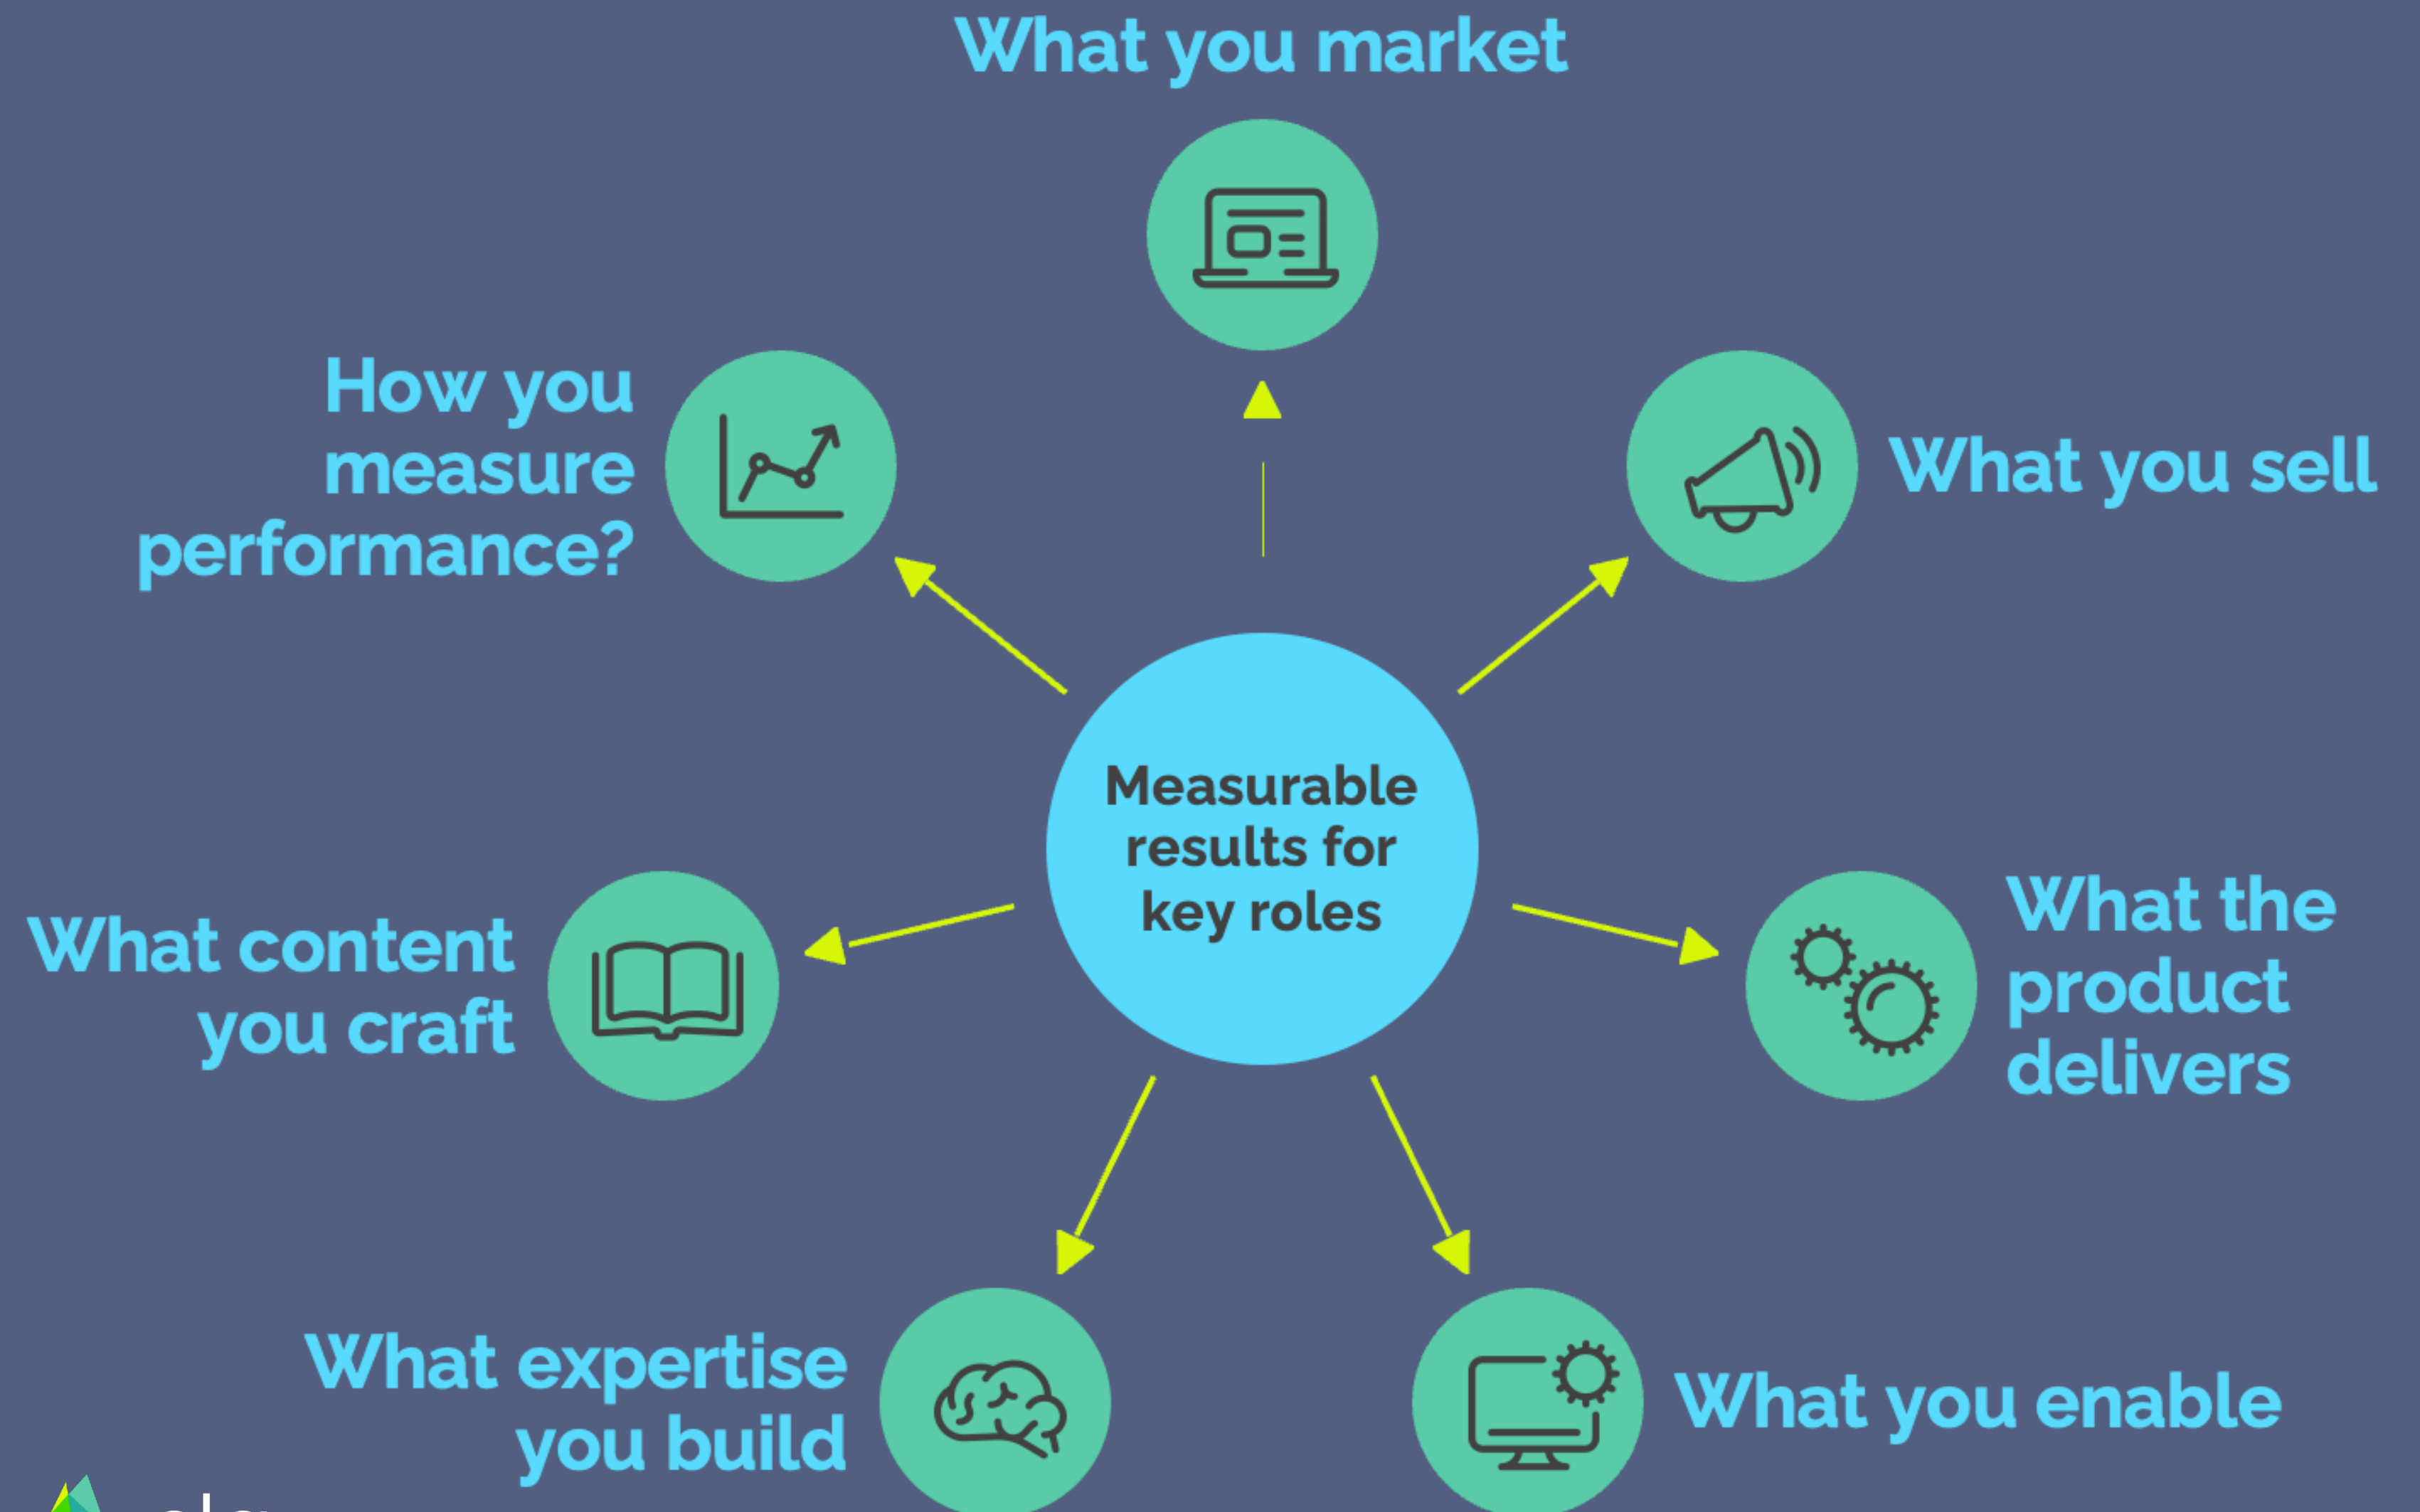 What you market
How you
measure
performance?
What you sell
Measurable
results for
key roles
What content
you craft
What the
product
delivers
What expertise
you build
What you enable